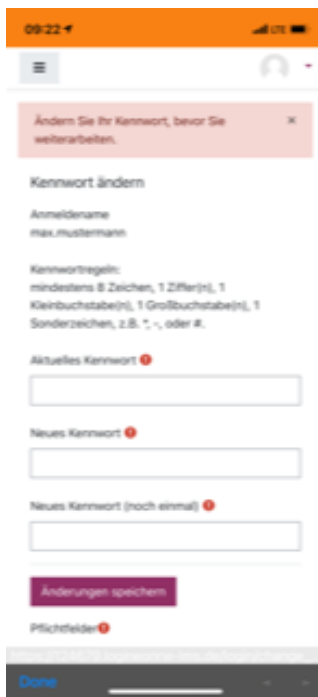 09:22
LTE
Ändern Sie Ihr Kennwort, bevor Sie ×
weiterarbeiten.
Kennwort ändern
Anmeldename
max.mustermann
Kennwortregeln:
mindestens 8 Zeichen, 1 Ziffer(n), 1
Kleinbuchstabe(n), 1 Großbuchstabe(n), 1
Sonderzeichen, z.B. *, -, oder #.
Aktuelles Kennwort
Neues Kennwort
Neues Kennwort (noch einmal)
Änderungen speichern
Pflichtfelder
Done